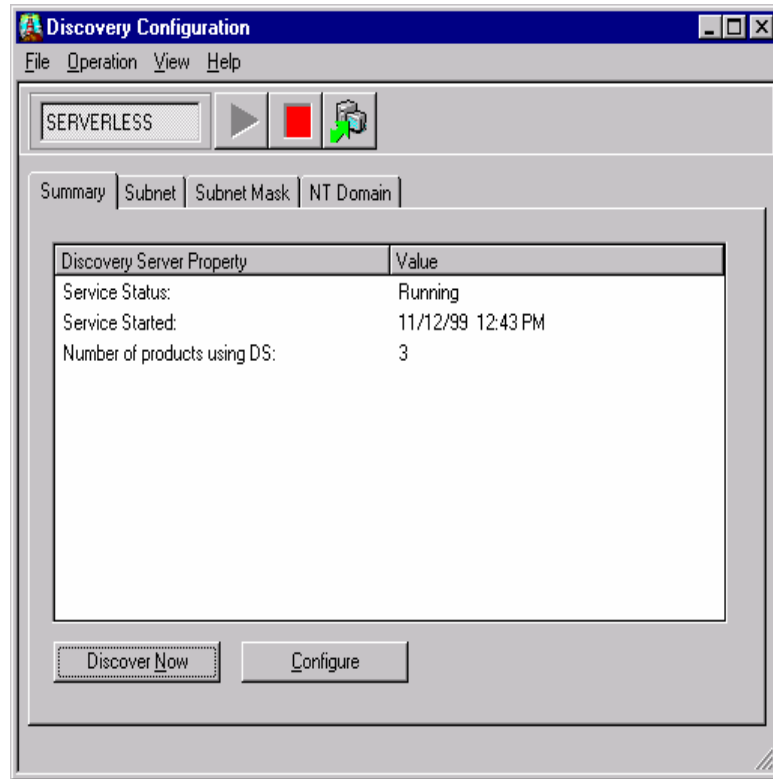 Discovery Configuration
File Operation View Help
SERVERLESS
Summary Subnet Subnet Mask NT Domain
Discovery Server Property Value
Service Status: Running
Service Started: 11/12/99 12:43 PM
Number of products using DS: 3
Discover Now Configure